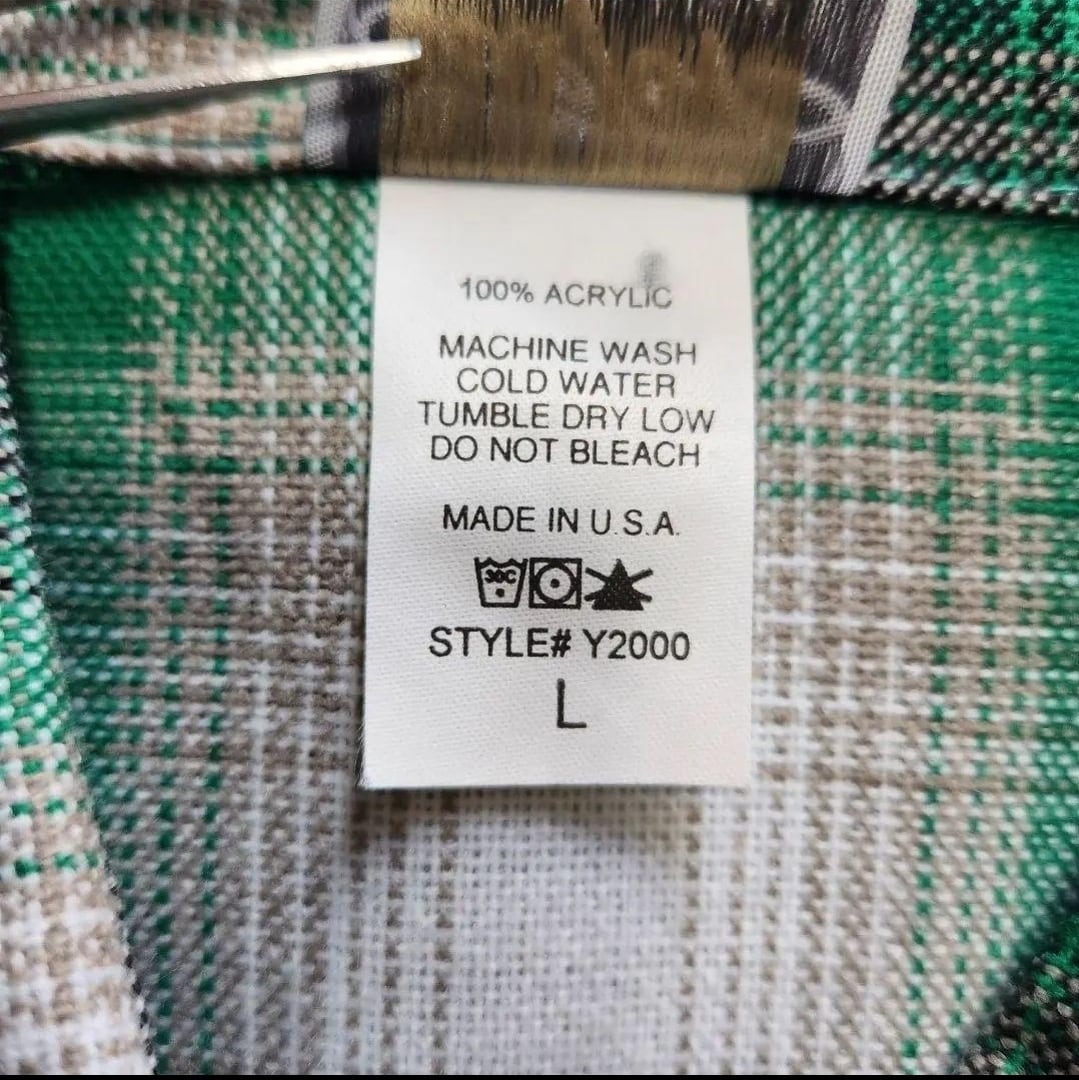 100% ACRYLIC
MACHINE WASH
COLD WATER
TUMBLE DRY LOW
DO NOT BLEACH
MADE IN U.S.A.
30C
STYLE# Y2000
L